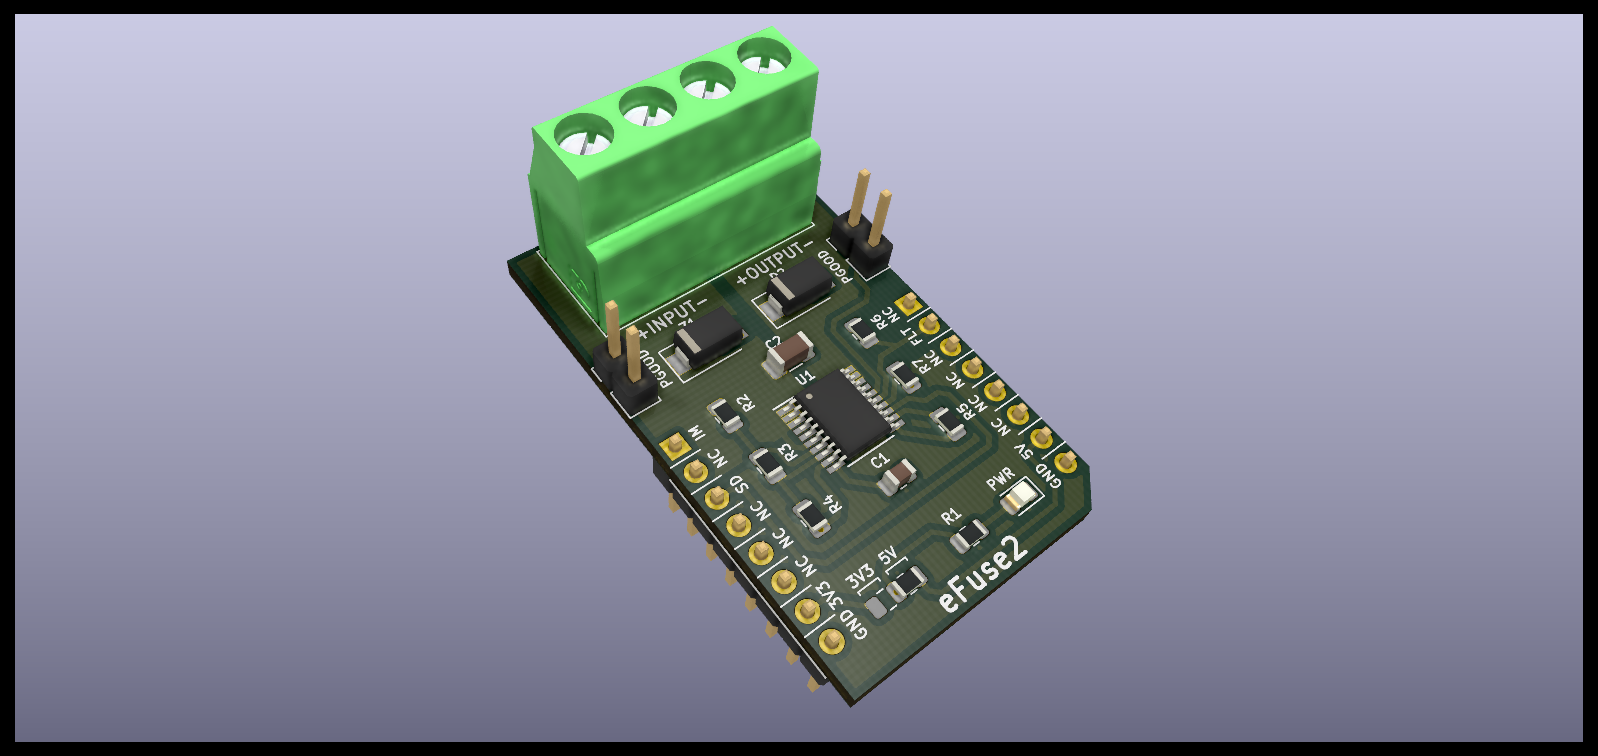 +OUTPUT-
PGOOD
+INPUT-
PGOOD
NC
FLT
NC
NC
NC
NC
5V
GND
R6
R7
R5
U1
R2
R3
R4
C1
IM
NC
SD
NC
NC
NC
3V3
GND
PWR
R1
3V3 5V
eFuse2